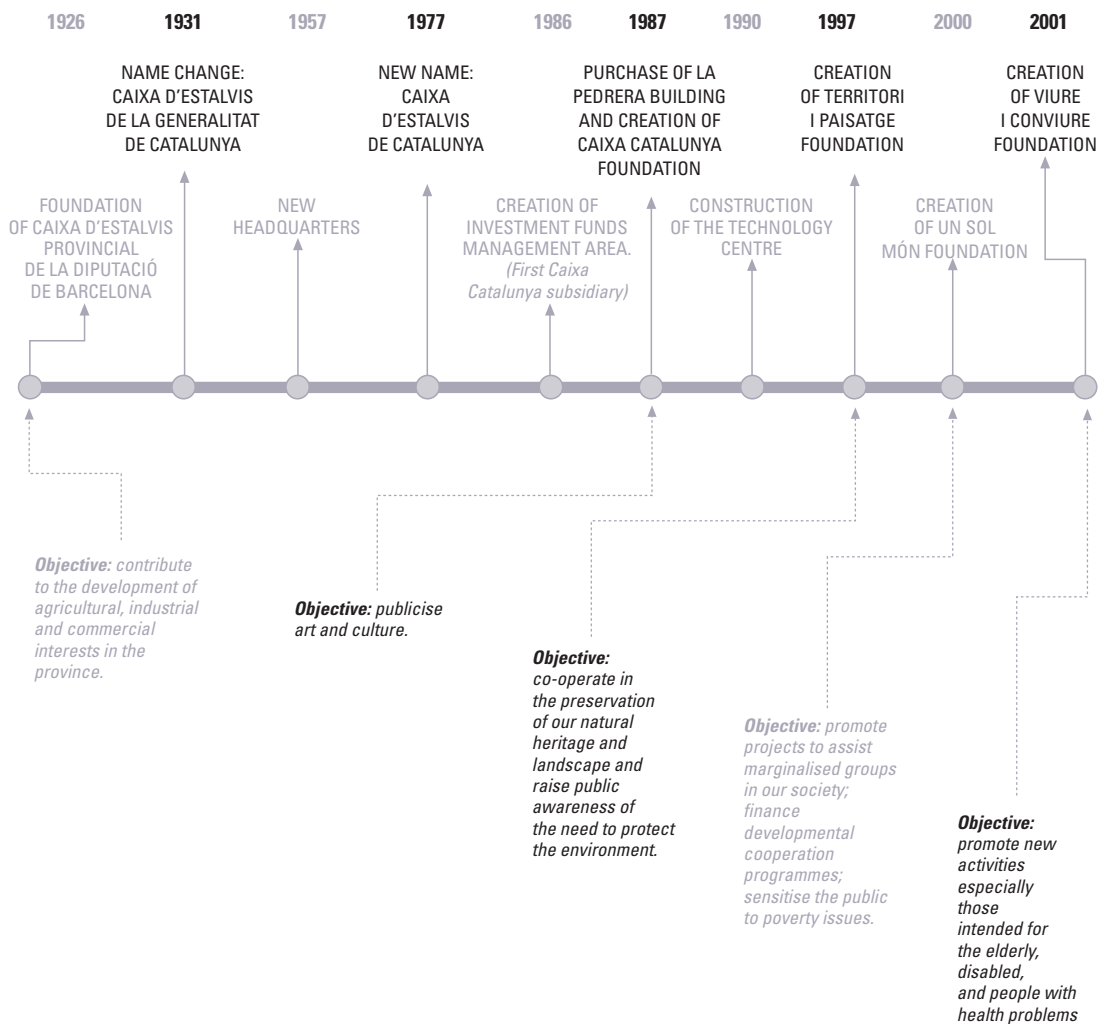 1926 1931 1957 1977 1986 1987 1990 1997 2000 2001
NAME CHANGE:
CAIXA D'ESTALVIS
DE LA GENERALITAT
DE CATALUNYA
NEW NAME:
CAIXA
D'ESTALVIS
DE CATALUNYA
PURCHASE OF LA
PEDRERA BUILDING
AND CREATION OF
CAIXA CATALUNYA
FOUNDATION
CREATION
OF TERRITORI
I PAISATGE
FOUNDATION
CREATION
OF VIURE
I CONVIURE
FOUNDATION
FOUNDATION
OF CAIXA D'ESTALVIS
PROVINCIAL
DE LA DIPUTACIÓ
DE BARCELONA
NEW
HEADQUARTERS
CREATION OF
INVESTMENT FUNDS
MANAGEMENT AREA.
(First Caixa
Catalunya subsidiary)
CONSTRUCTION
OF THE TECHNOLOGY
CENTRE
CREATION
OF UN SOL
MÓN FOUNDATION
Objective: contribute
to the development of
agricultural, industrial
and commercial
interests in the
province.
Objective: publicise
art and culture.
Objective:
co-operate in
the preservation
of our natural
heritage and
landscape and
raise public
awareness of
the need to protect
the environment.
Objective: promote
projects to assist
marginalised groups
in our society;
finance
developmental
cooperation
programmes;
sensitise the public
to poverty issues.
Objective:
promote new
activities
especially
those
intended for
the elderly,
disabled,
and people with
health problems